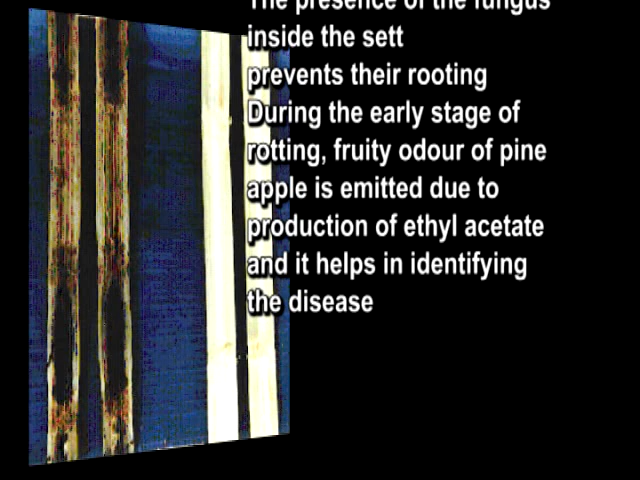 The presence of the fungus
inside the sett
prevents their rooting
During the early stage of
rotting, fruity odour of pine
apple is emitted due to
production of ethyl acetate
and it helps in identifying
the disease